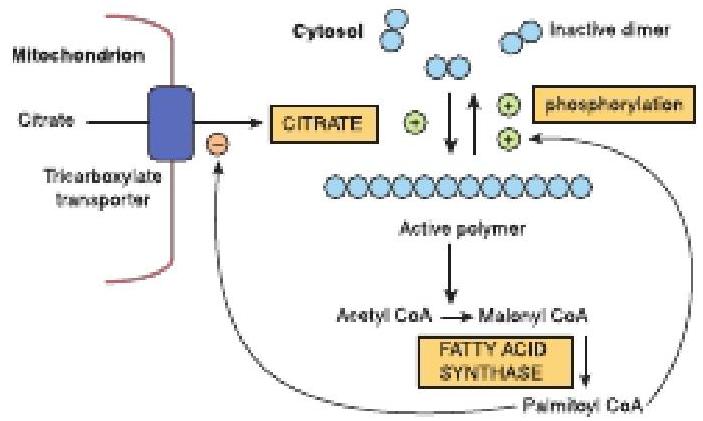 Cytosol
Inactive dimer
Mitochondrion
phosphorylation
Citrate
CITRATE
+
+
+
−
Tricarboxylate
transporter
Active polymer
Acetyl CoA
Malonyl CoA
FATTY ACID
SYNTHASE
Palmitoyl CoA